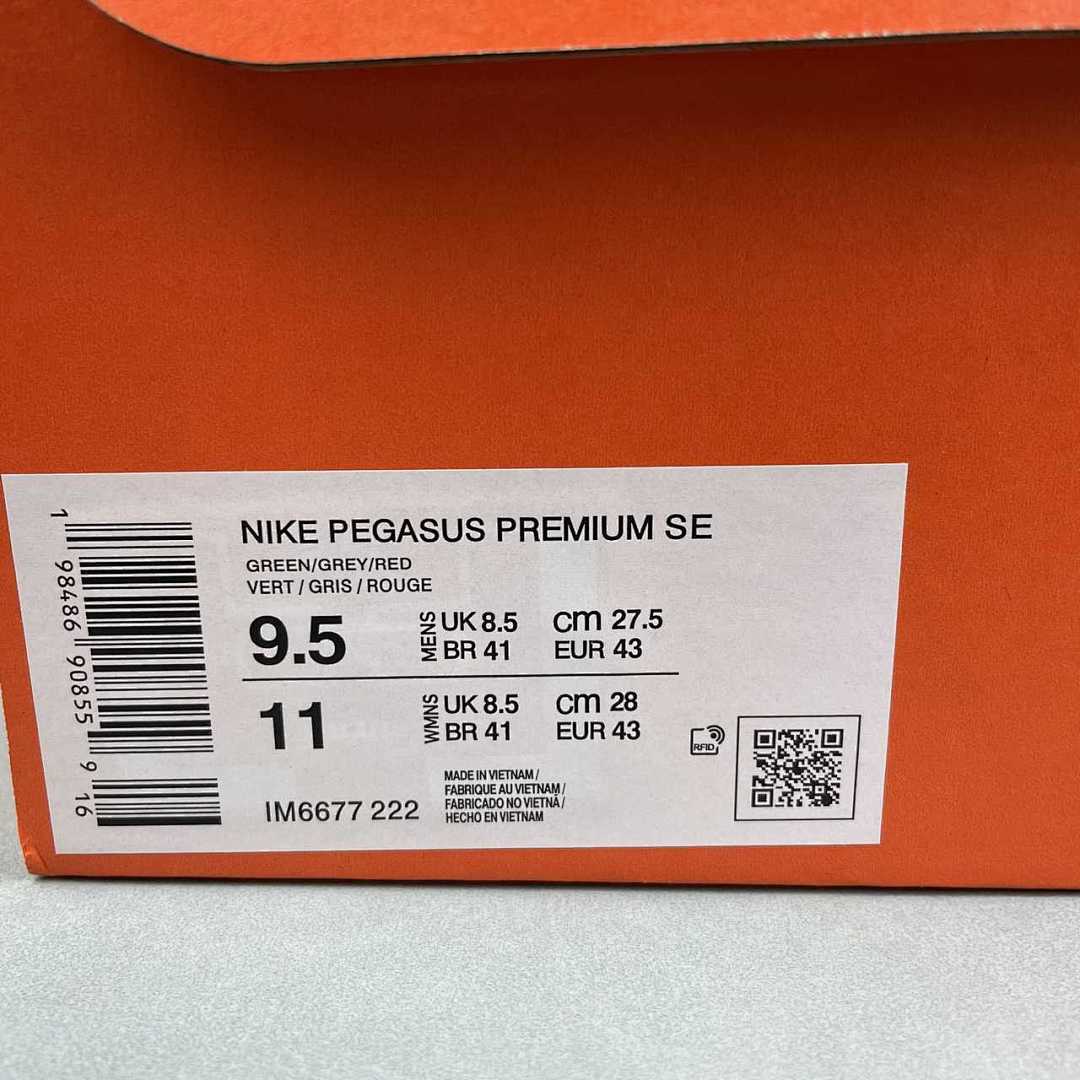 NIKE PEGASUS PREMIUM SE
GREEN/GREY/RED
VERT / GRIS / ROUGE
9.5 MENS UK 8.5 cm 27.5
BR 41 EUR 43
11 WMNS UK 8.5 cm 28
BR 41 EUR 43
IM6677 222
MADE IN VIETNAM /
FABRIQUE AU VIETNAM /
FABRICADO NO VIETNÃ /
HECHO EN VIETNAM
RFID
1 98486 90855 9 16